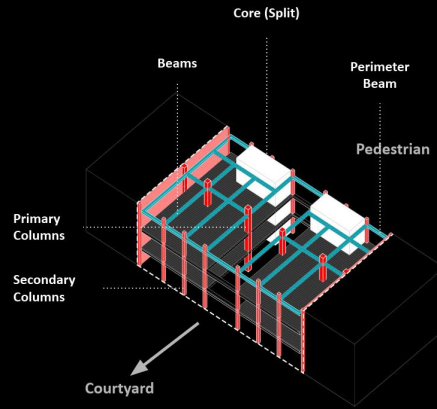 Core (Split)
Beams
Perimeter
Beam
Pedestrian
Primary
Columns
Secondary
Columns
Courtyard